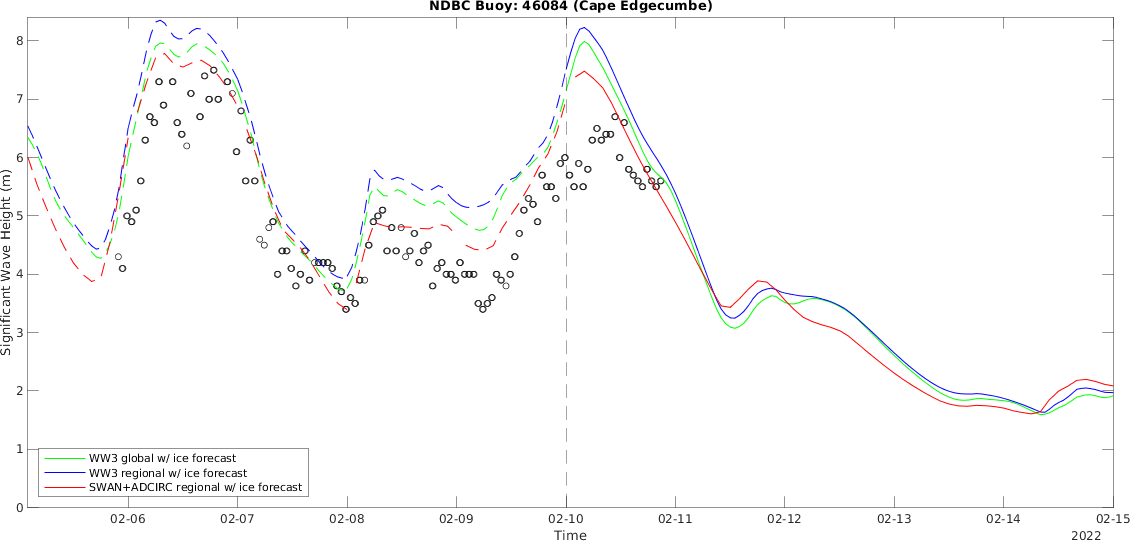 NDBC Buoy: 46084 (Cape Edgecumbe)
8
7
6
5
4
3
2
1
0
Significant Wave Height (m)
WW3 global w/ ice forecast
WW3 regional w/ ice forecast
SWAN+ADCIRC regional w/ ice forecast
02-06 02-07 02-08 02-09 02-10 02-11 02-12 02-13 02-14 02-15
Time
2022